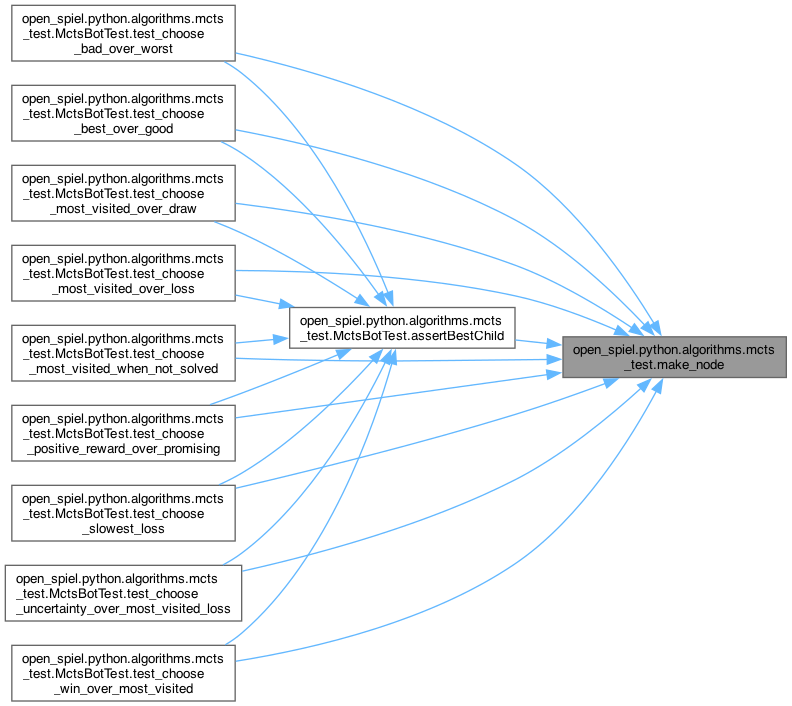 open_spiel.python.algorithms.mcts
_test.MctsBotTest.test_choose
_bad_over_worst
open_spiel.python.algorithms.mcts
_test.MctsBotTest.test_choose
_best_over_good
open_spiel.python.algorithms.mcts
_test.MctsBotTest.test_choose
_most_visited_over_draw
open_spiel.python.algorithms.mcts
_test.MctsBotTest.test_choose
_most_visited_over_loss
open_spiel.python.algorithms.mcts
_test.MctsBotTest.test_choose
_most_visited_when_not_solved
open_spiel.python.algorithms.mcts
_test.MctsBotTest.test_choose
_positive_reward_over_promising
open_spiel.python.algorithms.mcts
_test.MctsBotTest.test_choose
_slowest_loss
open_spiel.python.algorithms.mcts
_test.MctsBotTest.test_choose
_uncertainty_over_most_visited_loss
open_spiel.python.algorithms.mcts
_test.MctsBotTest.test_choose
_win_over_most_visited
open_spiel.python.algorithms.mcts
_test.MctsBotTest.assertBestChild
open_spiel.python.algorithms.mcts
_test.make_node